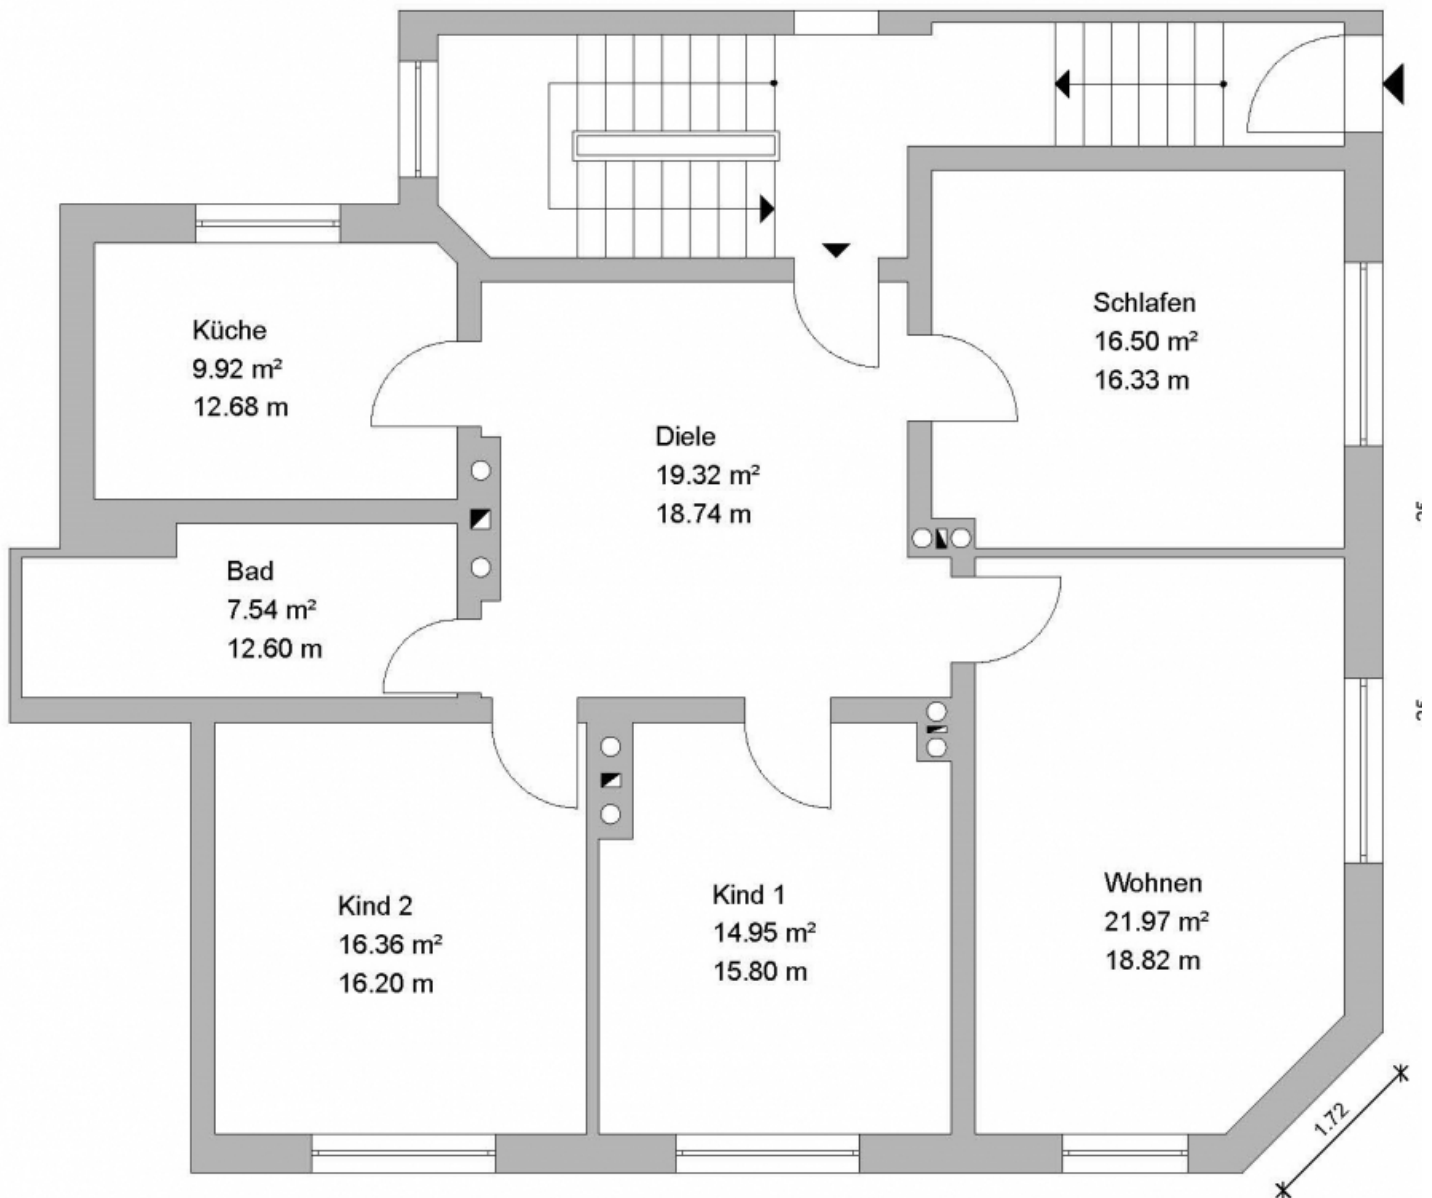 Schlafen
16.50 m²
16.33 m
Küche
9.92 m²
12.68 m
Diele
19.32 m²
18.74 m
Bad
7.54 m²
12.60 m
Wohnen
21.97 m²
18.82 m
Kind 1
14.95 m²
15.80 m
Kind 2
16.36 m²
16.20 m
1.72